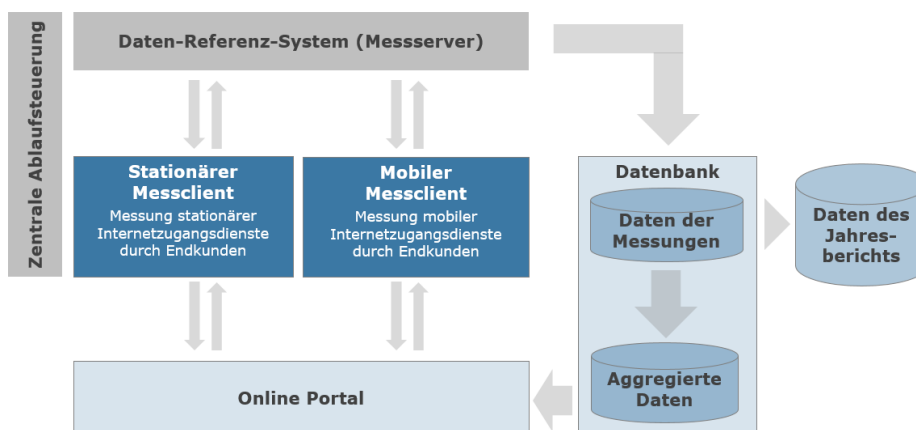 Zentrale Ablaufsteuerung
Daten-Referenz-System (Messserver)
Stationärer
Messclient
Messung stationärer
Internetzugangsdienste
durch Endkunden
Mobiler
Messclient
Messung mobiler
Internetzugangsdienste
durch Endkunden
Datenbank
Daten der
Messungen
Aggregierte
Daten
Daten des
Jahres-
berichts
Online Portal